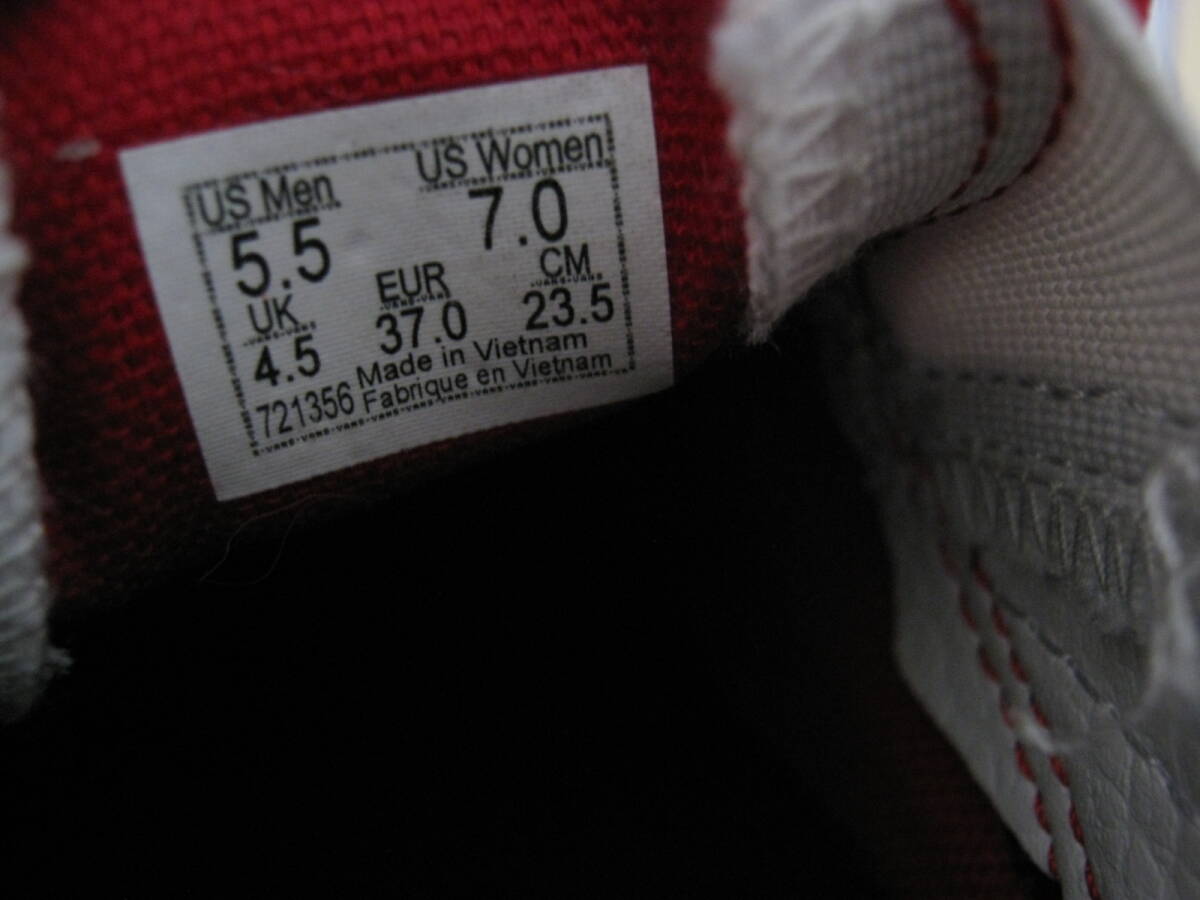 US Men US Women
5.5 7.0
UK EUR CM
4.5 37.0 23.5
Made in Vietnam
721356 Fabrique en Vietnam